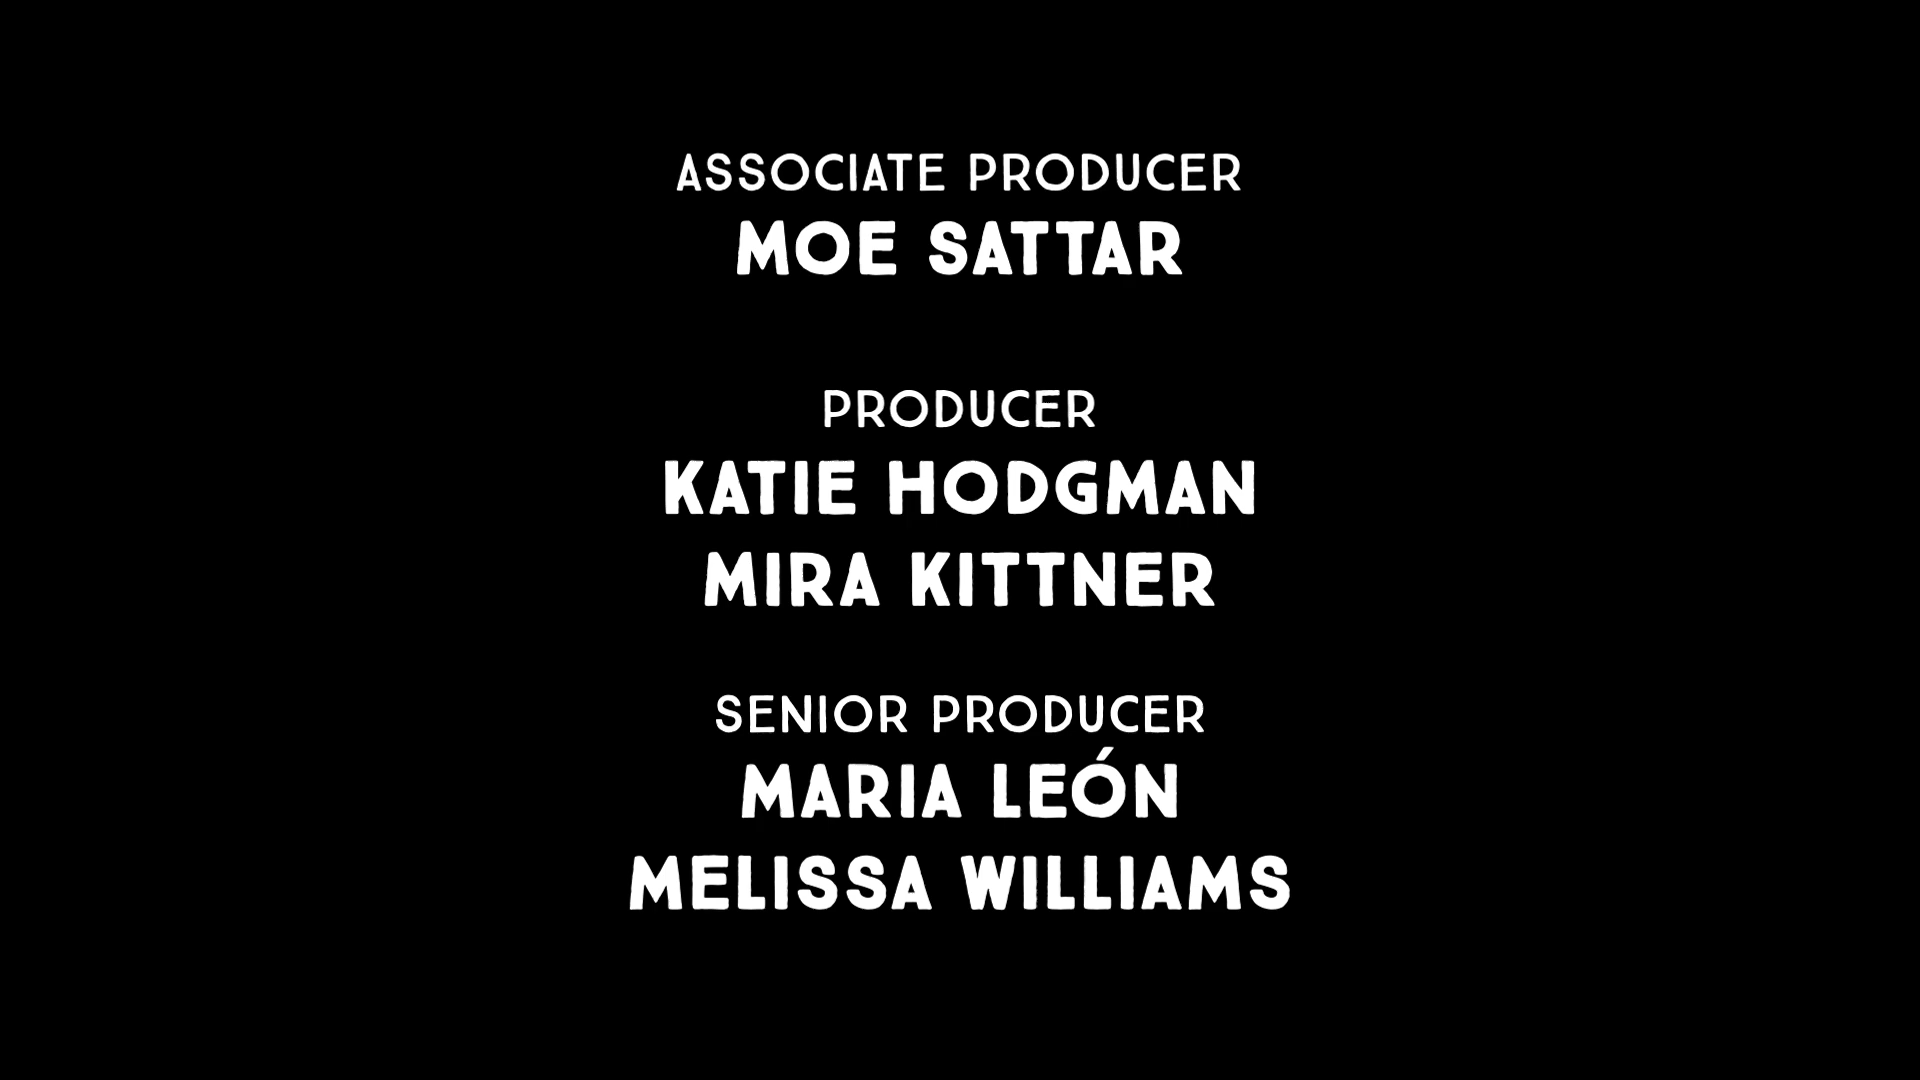 ASSOCIATE PRODUCER
MOE SATTAR
PRODUCER
KATIE HODGMAN
MIRA KITTNER
SENIOR PRODUCER
MARIA LEÓN
MELISSA WILLIAMS